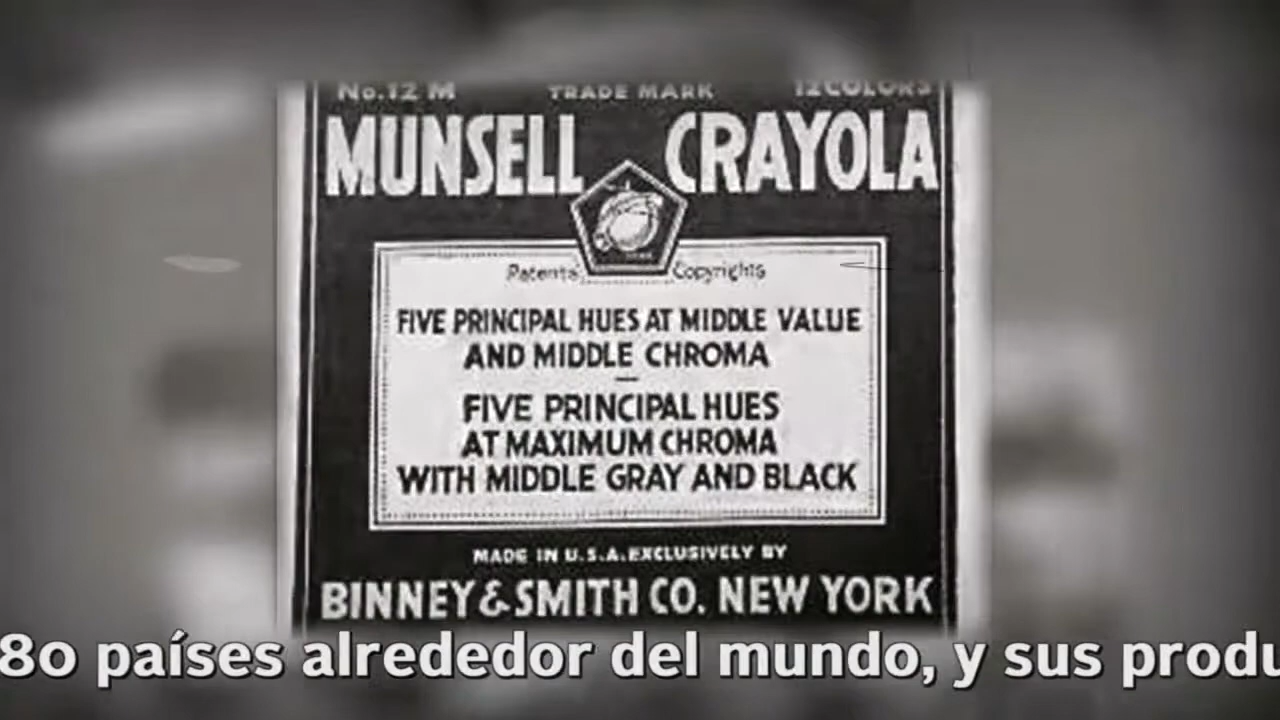 No.12 M TRADE MARK 12 COLORS
MUNSELL CRAYOLA
Patents Copyrights
FIVE PRINCIPAL HUES AT MIDDLE VALUE
AND MIDDLE CHROMA
—
FIVE PRINCIPAL HUES
AT MAXIMUM CHROMA
WITH MIDDLE GRAY AND BLACK
MADE IN U.S.A. EXCLUSIVELY BY
BINNEY & SMITH CO. NEW YORK
80 países alrededor del mundo, y sus produ